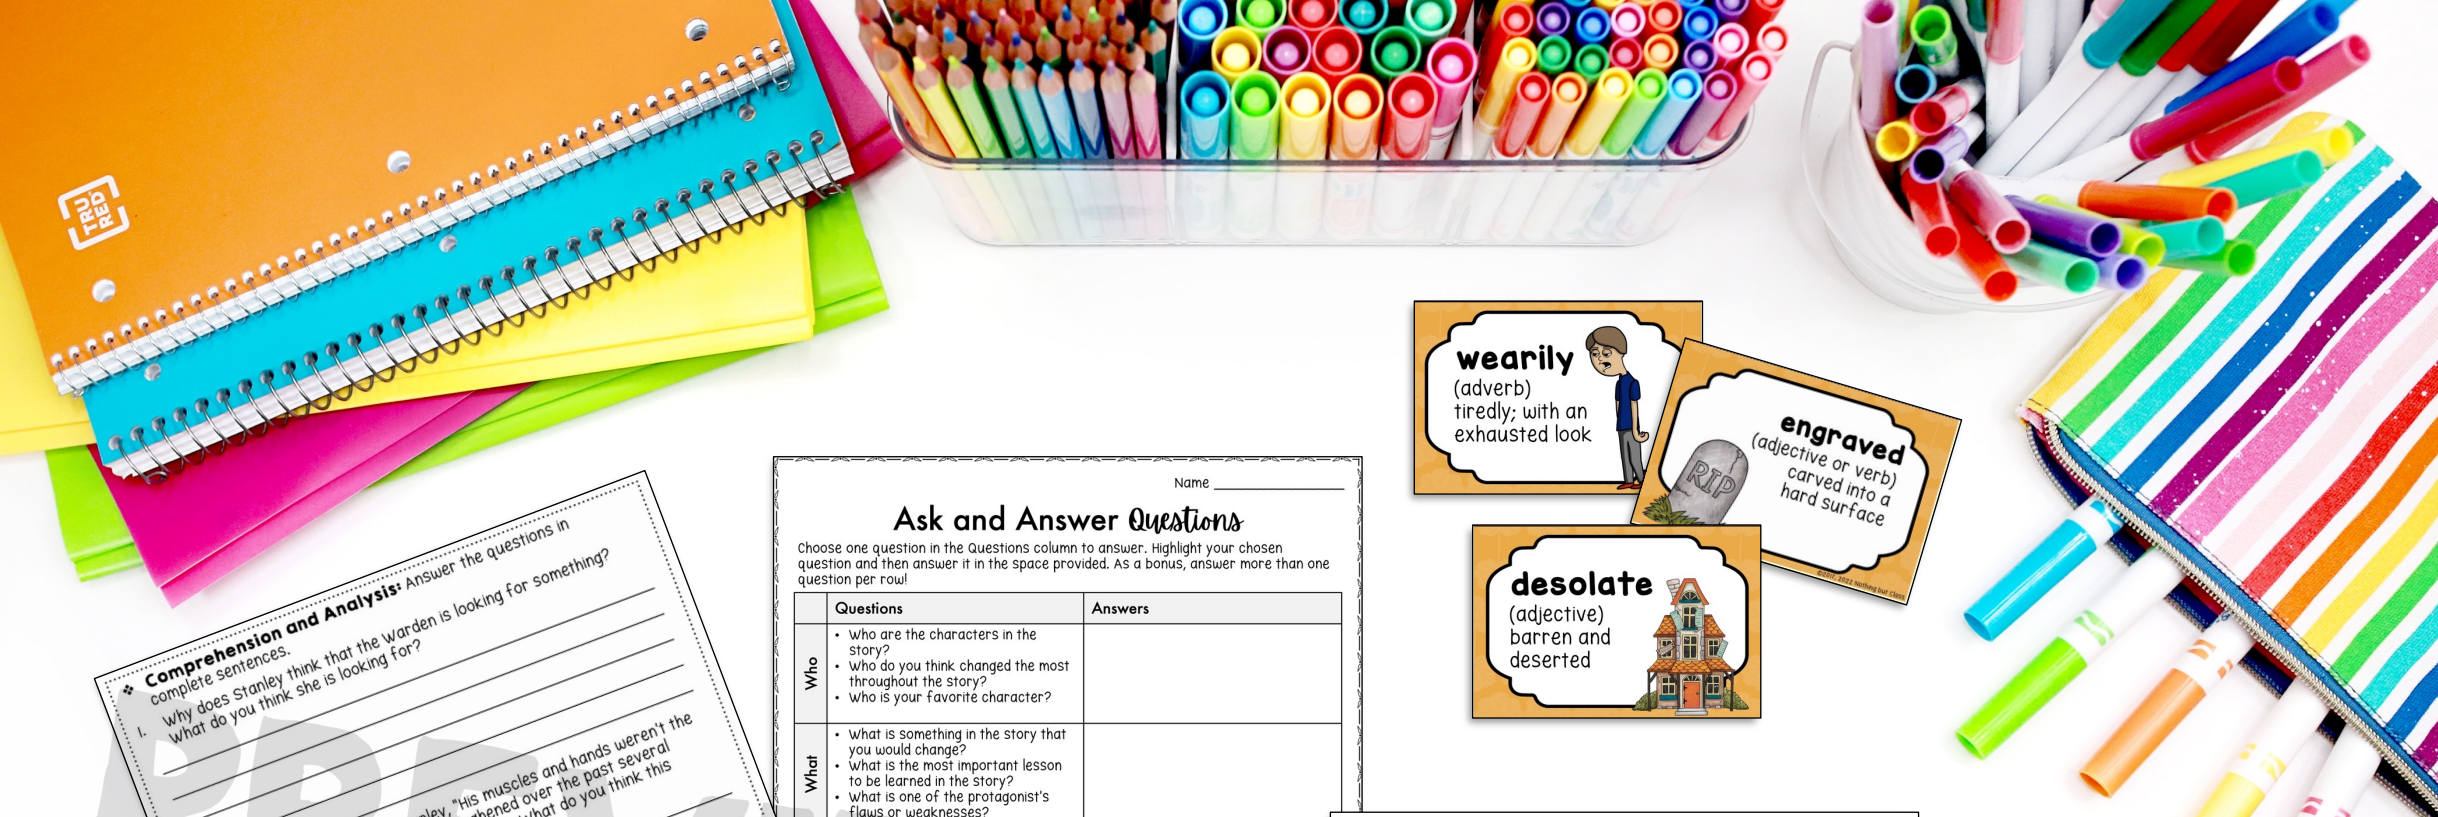 TRU
RED
Comprehension and Analysis: Answer the questions in
complete sentences.
1. Why does Stanley think that the Warden is looking for something?
What do you think she is looking for?
"His muscles and hands weren't the
over the past several
what do you think this
Name
Ask and Answer Questions
Choose one question in the Questions column to answer. Highlight your chosen
question and then answer it in the space provided. As a bonus, answer more than one
question per row!
Questions
Answers
Who
• Who are the characters in the
story?
• Who do you think changed the most
throughout the story?
• Who is your favorite character?
What
• What is something in the story that
you would change?
• What is the most important lesson
to be learned in the story?
• What is one of the protagonist's
flaws or weaknesses?
wearily
(adverb)
tiredly; with an
exhausted look
engraved
(adjective or verb)
carved into a
hard surface
RIP
©2017, 2022 Nothing but Class
desolate
(adjective)
barren and
deserted